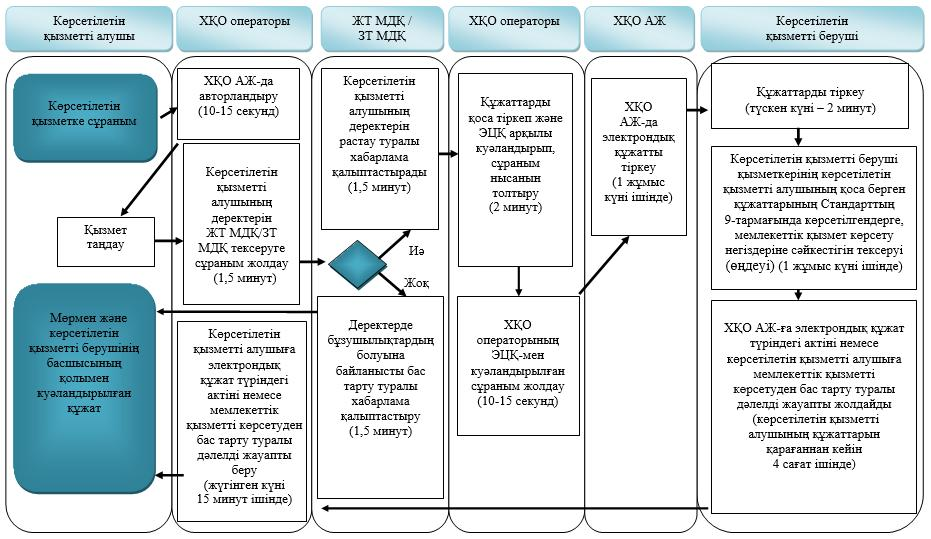 Көрсетілетін
қызметті алушы
ХҚО операторы
ЖТ МДҚ /
ЗТ МДҚ
ХҚО операторы
ХҚО АЖ
Көрсетілетін
қызметті беруші
Көрсетілетін
қызметке сұраным
ХҚО АЖ-да
авторландыру
(10-15 секунд)
Қызмет
таңдау
Көрсетілетін
қызметті
алушының
деректерін
ЖТ МДҚ/ЗТ
МДҚ тексеруге
сұраным жолдау
(1,5 минут)
Көрсетілетін
қызметті
алушының
деректерін
растау туралы
хабарлама
қалыптастырады
(1,5 минут)
Иә
Жоқ
Деректерде
бұзушылықтардың
болуына
байланысты бас
тарту туралы
хабарлама
қалыптастыру
(1,5 минут)
Құжаттарды
қоса тіркеп және
ЭЦҚ арқылы
куәландырып,
сұраным
нысанын
толтыру
(2 минут)
ХҚО
операторының
ЭЦҚ-мен
куәландырылған
сұраным жолдау
(10-15 секунд)
ХҚО
АЖ-да
электрондық
құжатты
тіркеу
(1 жұмыс
күні ішінде)
Құжаттарды тіркеу
(түскен күні – 2 минут)
Көрсетілетін қызметті беруші
қызметкерінің көрсетілетін
қызметті алушының қоса берген
құжаттарының Стандарттың
9-тармағында көрсетілгендерге,
мемлекеттік қызмет көрсету
негіздеріне сәйкестігін тексеруі
(өңдеуі) (1 жұмыс күні ішінде)
ХҚО АЖ-ға электрондық құжат
түріндегі актіні немесе
көрсетілетін қызметті алушыға
мемлекеттік қызметті
көрсетуден бас тарту туралы
дәлелді жауапты жолдайды
(көрсетілетін қызметті
алушының құжаттарын
қарағаннан кейін
4 сағат ішінде)
Көрсетілетін
қызметті алушыға
электрондық
құжат түріндегі
актіні немесе
мемлекеттік
қызметті көрсетуден
бас тарту туралы
дәлелді жауапты
беру
(жүгінген күні
15 минут ішінде)
Мөрмен және
көрсетілетін
қызметті берушінің
басшысының
қолымен
куәландырылған
құжат